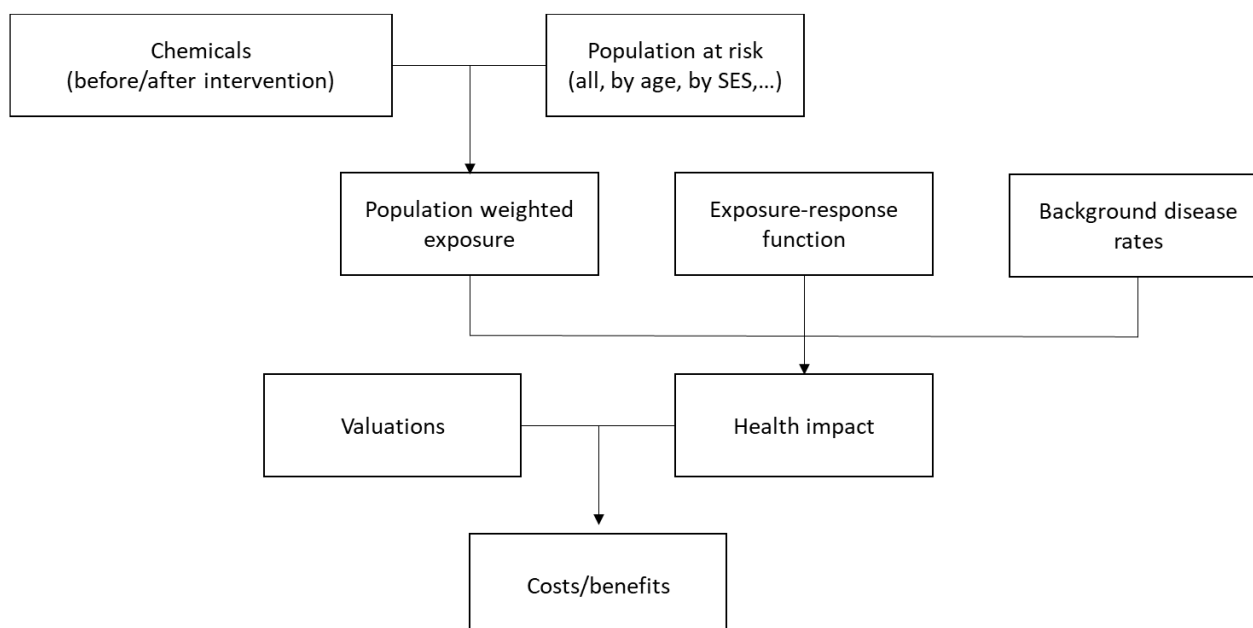 Chemicals
(before/after intervention)
Population at risk
(all, by age, by SES,...)
Population weighted
exposure
Exposure-response
function
Background disease
rates
Valuations
Health impact
Costs/benefits